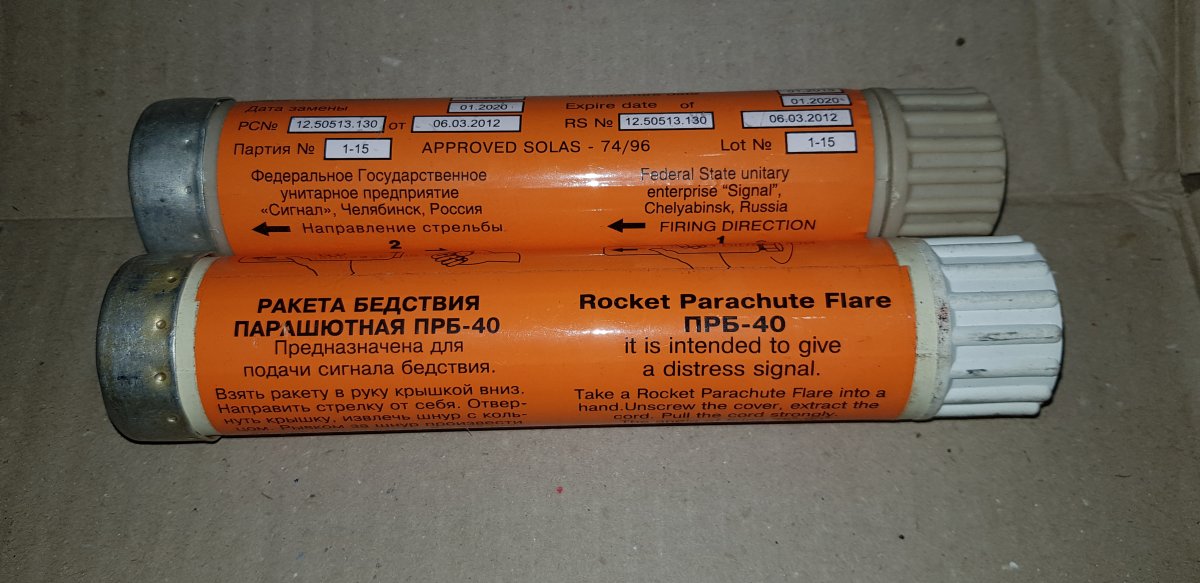 Дата замены 01.2020
Expire date of 01.2020
РС№ 12.50513.130 от 06.03.2012
RS № 12.50513.130 06.03.2012
Партия № 1-15
APPROVED SOLAS - 74/96
Lot № 1-15
Федеральное Государственное
унитарное предприятие
«Сигнал», Челябинск, Россия
Направление стрельбы
Federal State unitary
enterprise "Signal",
Chelyabinsk, Russia
FIRING DIRECTION
2
1
РАКЕТА БЕДСТВИЯ
ПАРАШЮТНАЯ ПРБ-40
Предназначена для
подачи сигнала бедствия.
Взять ракету в руку крышкой вниз.
Направить стрелку от себя. Отвер-
нуть крышку, извлечь шнур с коль-
цом. Рывком за шнур произвести
Rocket Parachute Flare
ПРБ-40
it is intended to give
a distress signal.
Take a Rocket Parachute Flare into a
hand.Unscrew the cover, extract the
cord. Pull the cord strongly.